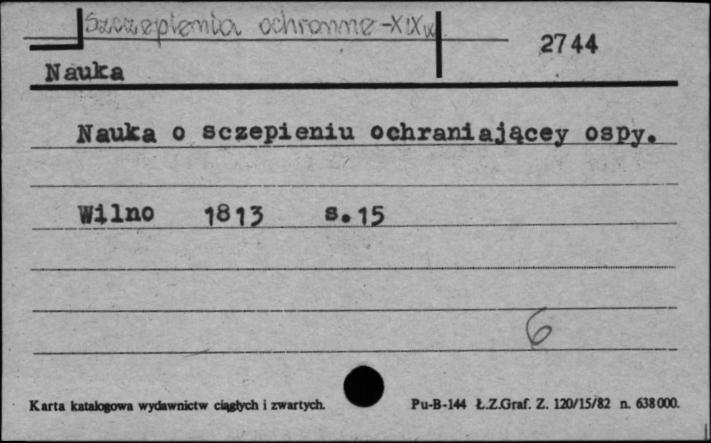 Szczepienia ochronne - XIX w
2744
Nauka
Nauka o sczepieniu ochraniającey ospy.
Wilno 1813 s.15
6
Karta katalogowa wydawnictw ciągłych i zwartych. Pu-B-144 Ł.Z.Graf. Z. 120/15/82 n. 638000.